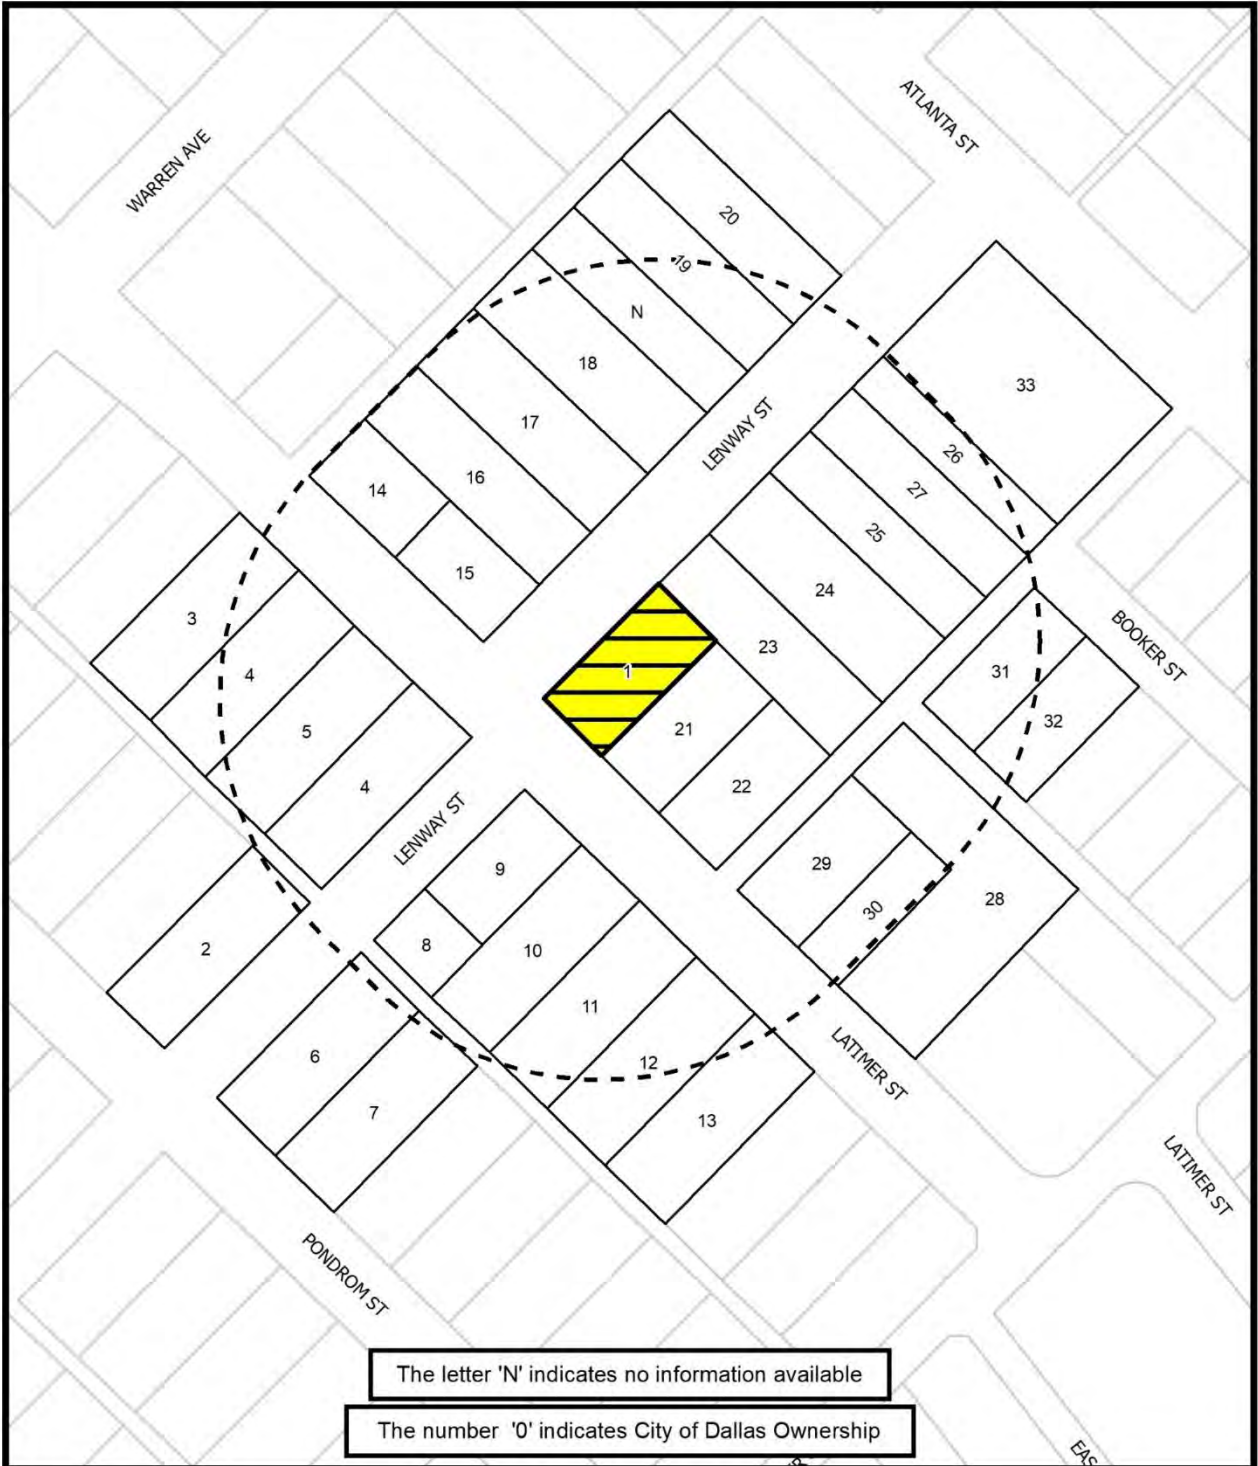 ATLANTA ST
WARREN AVE
20
19
N
18
33
17
LENWAY ST
26
16
14
27
25
15
24
3
23
31
BOOKER ST
4
1
32
5
21
4
22
LENWAY ST
9
29
28
30
8
10
2
11
6
12
LATIMER ST
7
13
LATIMER ST
PONDROM ST
The letter 'N' indicates no information available
The number '0' indicates City of Dallas Ownership
EAS